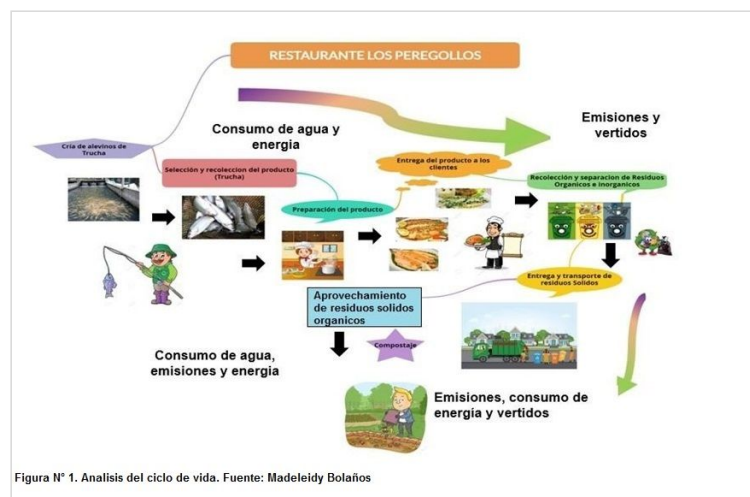 RESTAURANTE LOS PEREGOLLOS
Consumo de agua y
energia
Emisiones y
vertidos
Cría de alevinos de
Trucha
Selección y recoleccion del producto
(Trucha)
Preparación del producto
Entrega del producto a los
clientes
Recolección y separacion de Residuos
Organicos e inorganicos
Entrega y transporte de
residuos Solidos
Aprovechamiento
de residuos solidos
organicos
Compostaje
Consumo de agua,
emisiones y energia
Emisiones, consumo de
energía y vertidos
Figura N° 1. Analisis del ciclo de vida. Fuente: Madeleidy Bolaños